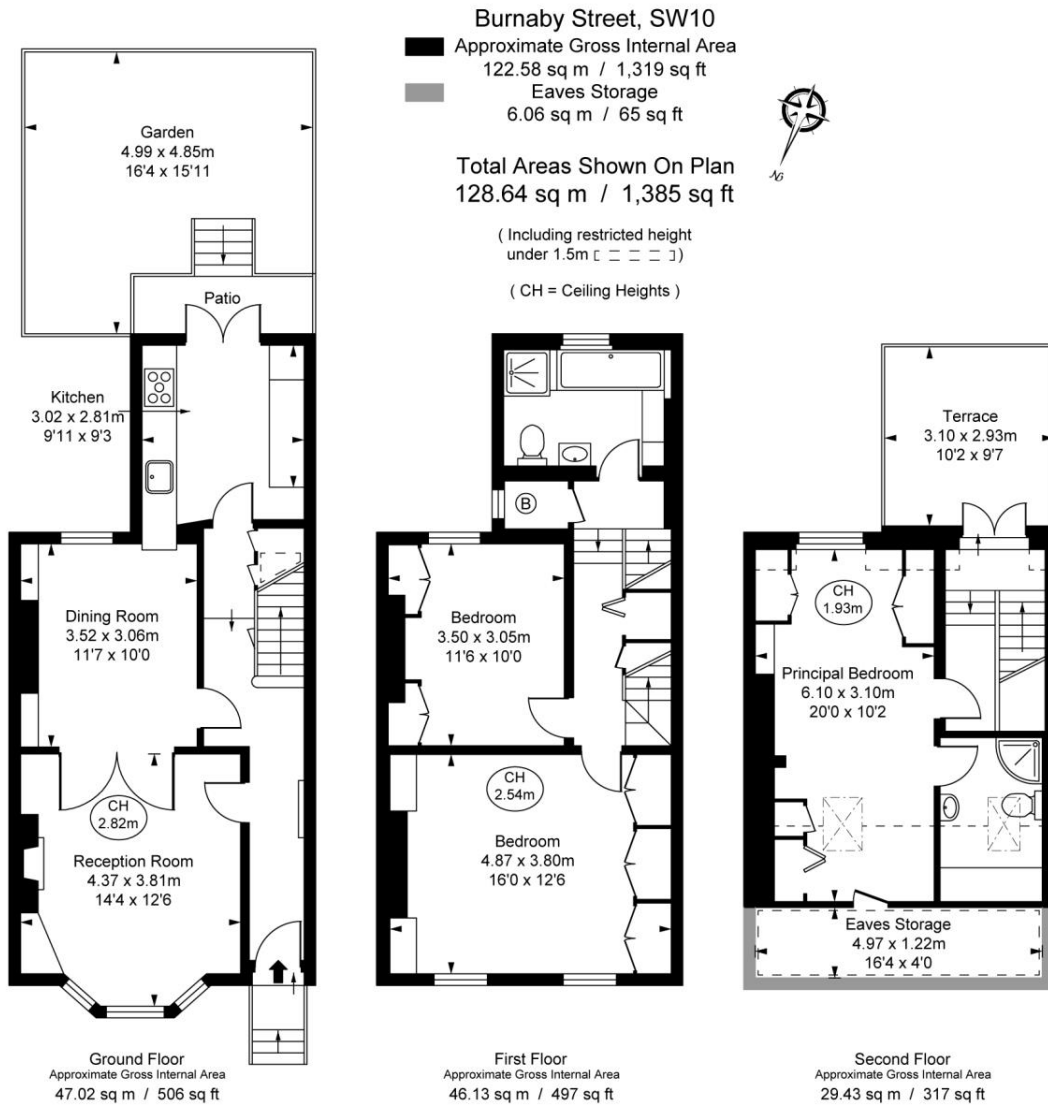 Burnaby Street, SW10
Approximate Gross Internal Area
122.58 sq m / 1,319 sq ft
Eaves Storage
6.06 sq m / 65 sq ft
Total Areas Shown On Plan
128.64 sq m / 1,385 sq ft
( Including restricted height
under 1.5m )
( CH = Ceiling Heights )
N
Garden
4.99 x 4.85m
16'4 x 15'11
Patio
Kitchen
3.02 x 2.81m
9'11 x 9'3
Dining Room
3.52 x 3.06m
11'7 x 10'0
CH
2.82m
Reception Room
4.37 x 3.81m
14'4 x 12'6
Ground Floor
Approximate Gross Internal Area
47.02 sq m / 506 sq ft
B
Bedroom
3.50 x 3.05m
11'6 x 10'0
CH
2.54m
Bedroom
4.87 x 3.80m
16'0 x 12'6
First Floor
Approximate Gross Internal Area
46.13 sq m / 497 sq ft
Terrace
3.10 x 2.93m
10'2 x 9'7
CH
1.93m
Principal Bedroom
6.10 x 3.10m
20'0 x 10'2
Eaves Storage
4.97 x 1.22m
16'4 x 4'0
Second Floor
Approximate Gross Internal Area
29.43 sq m / 317 sq ft